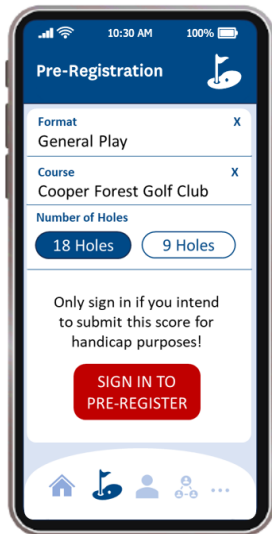 10:30 AM 100%
Pre-Registration
Format X
General Play
Course X
Cooper Forest Golf Club
Number of Holes
18 Holes 9 Holes
Only sign in if you intend
to submit this score for
handicap purposes!
SIGN IN TO
PRE-REGISTER